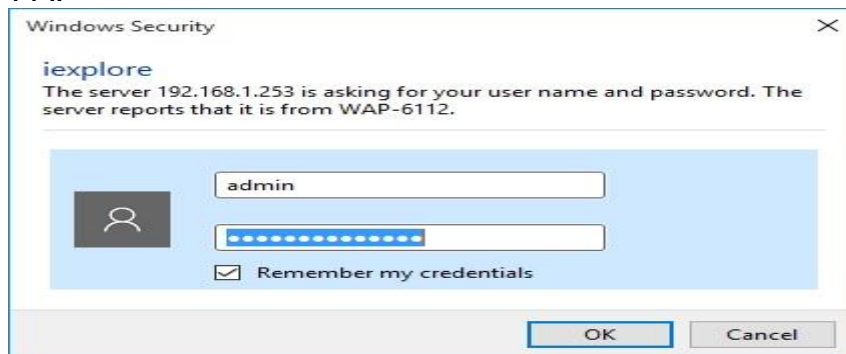 Windows Security
iexplore
The server 192.168.1.253 is asking for your user name and password. The
server reports that it is from WAP-6112.
admin
Remember my credentials
OK
Cancel